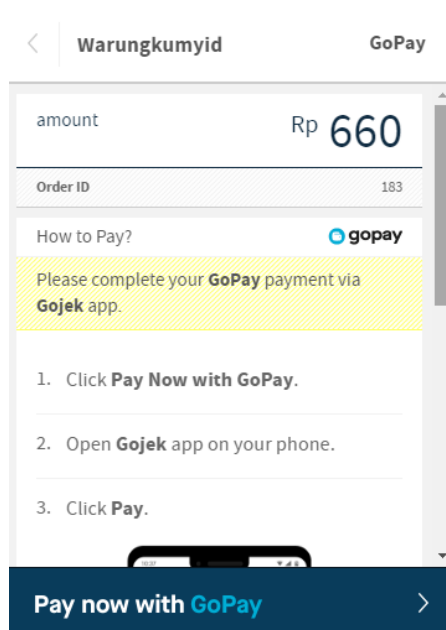 Warungkumyid GoPay
amount Rp 660
Order ID 183
How to Pay? gopay
Please complete your GoPay payment via
Gojek app.
1. Click Pay Now with GoPay.
2. Open Gojek app on your phone.
3. Click Pay.
10:37
Pay now with GoPay